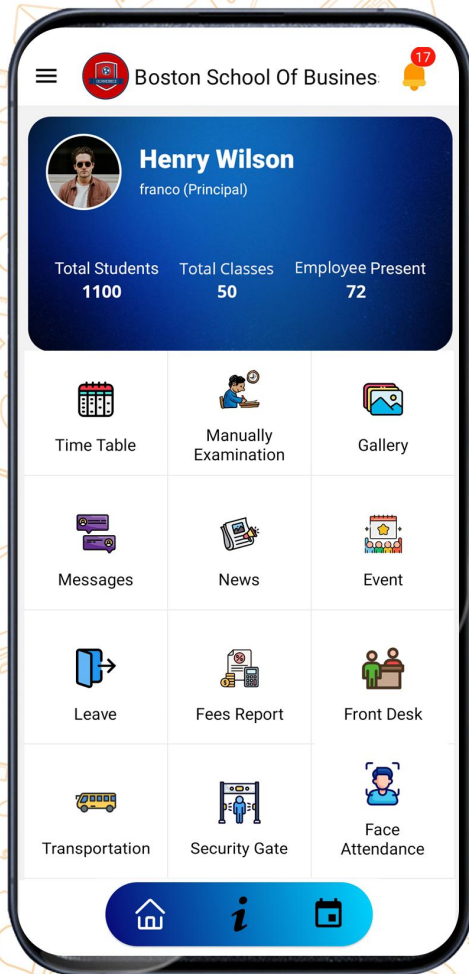 17
Boston School Of Busines
Henry Wilson
franco (Principal)
Total Students Total Classes Employee Present
1100 50 72
Time Table
Manually
Examination
Gallery
Messages
News
Event
Leave
Fees Report
Front Desk
Transportation
Security Gate
Face
Attendance